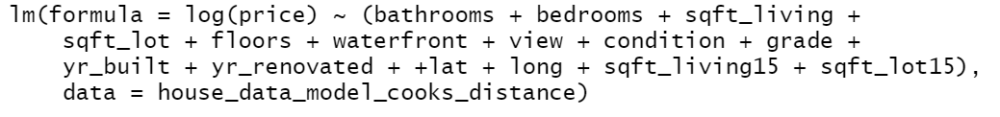 lm(formula = log(price) ~ (bathrooms + bedrooms + sqft_living +
sqft_lot + floors + waterfront + view + condition + grade +
yr_built + yr_renovated + +lat + long + sqft_living15 + sqft_lot15),
data = house_data_model_cooks_distance)